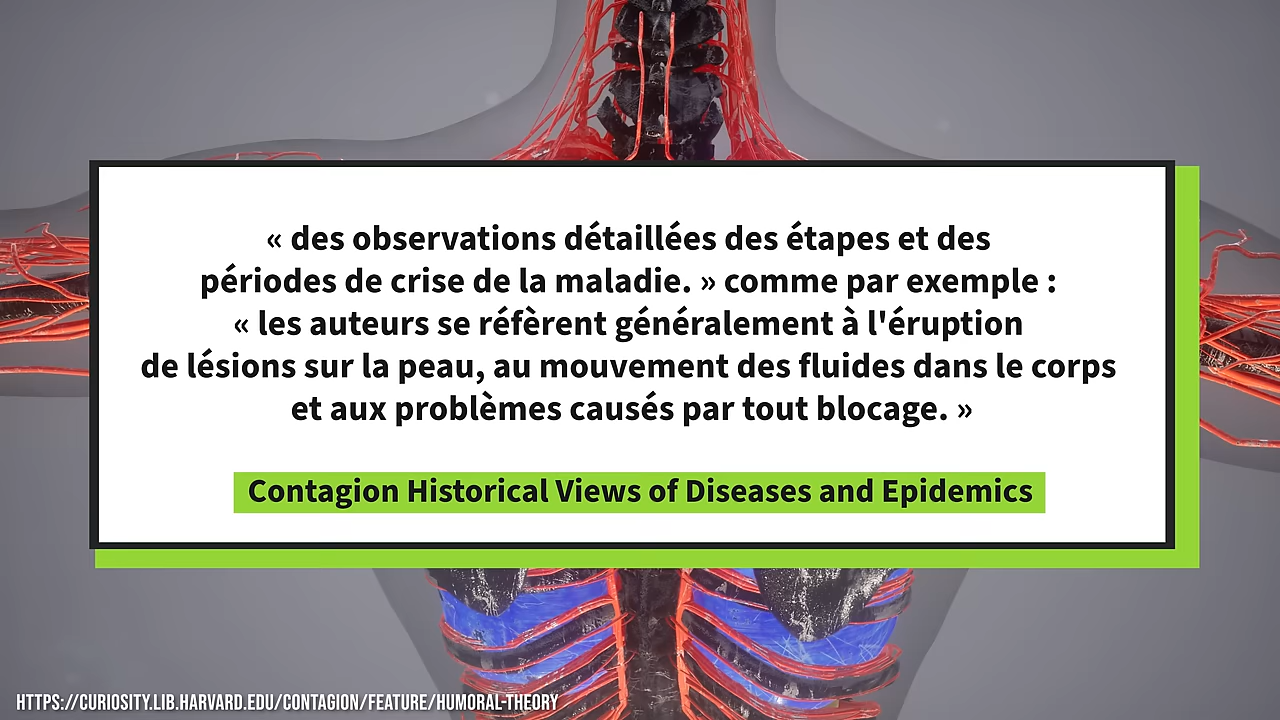 « des observations détaillées des étapes et des
périodes de crise de la maladie. » comme par exemple :
« les auteurs se réfèrent généralement à l'éruption
de lésions sur la peau, au mouvement des fluides dans le corps
et aux problèmes causés par tout blocage. »
Contagion Historical Views of Diseases and Epidemics
HTTPS://CURIOSITY.LIB.HARVARD.EDU/CONTAGION/FEATURE/HUMORAL-THEORY